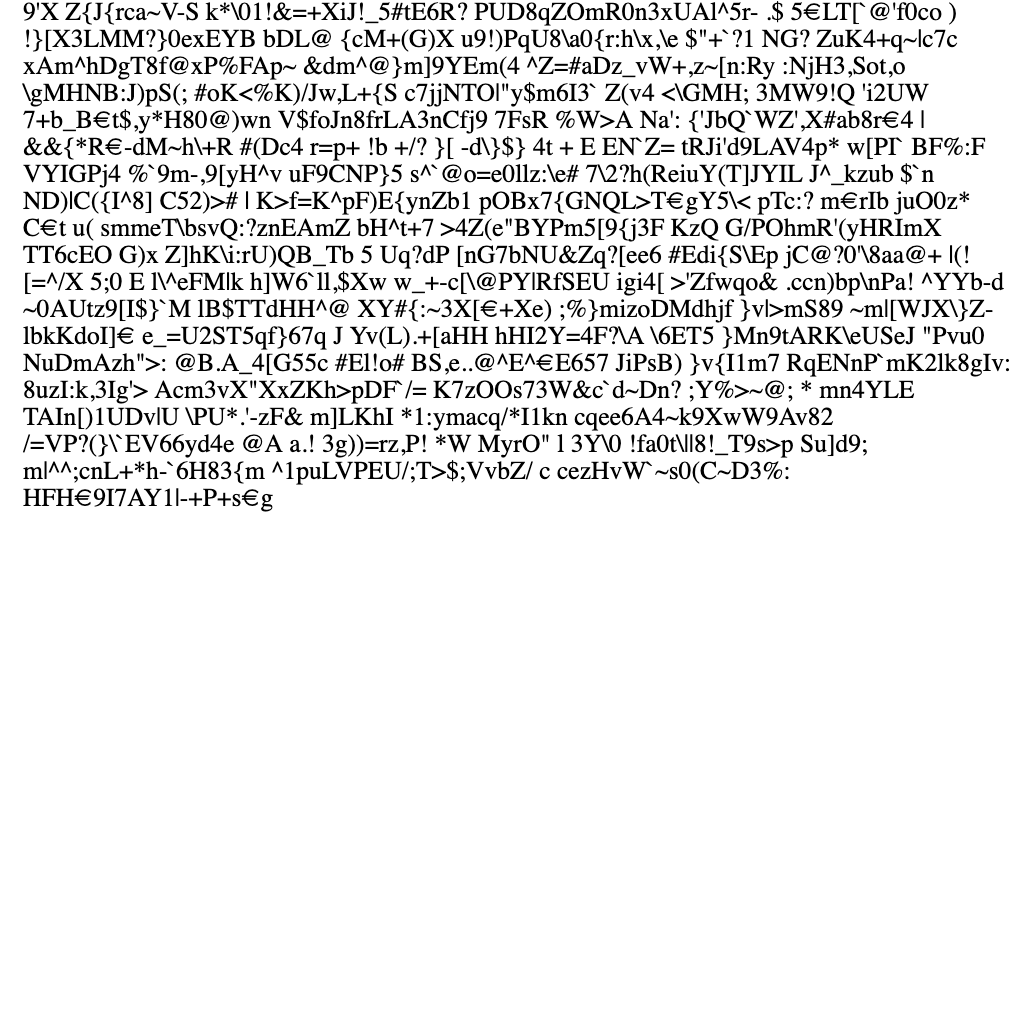 9'X Z{J{rca~V-S k*\01!&=+XiJ!_5#tE6R? PUD8qZOmR0n3xUAl^5r- .$ 5€LT[`@'f0co )
!}[X3LMM?}0exEYB bDL@ {cM+(G)X u9!)PqU8\a0{r:h\x,\e $"+`?1 NG? ZuK4+q~lc7c
xAm^hDgT8f@xP%FAp~ &dm^@}m]9YEm(4 ^Z=#aDz_vW+,z~[n:Ry :NjH3,Sot,o
\gMHNB:J)pS(; #oK<%K)/Jw,L+{S c7jjNTO|"y$m6I3` Z(v4 <\GMH; 3MW9!Q 'i2UW
7+b_B€t$,y*H80@)wn V$foJn8frLA3nCfj9 7FsR %W>A Na': {'JbQ`WZ',X#ab8r€4 |
&&{*R€-dM~h\+R #(Dc4 r=p+ !b +/? }[ -d\}$} 4t + E EN`Z= tRJi'd9LAV4p* w[PI` BF%:F
VYIGPj4 %`9m-,9[yH^v uF9CNP}5 s^`@o=e0llz:\e# 7\2?h(ReiuY(T]JYIL J^_kzub $`n
ND)|C({I^8] C52)># | K>f=K^pF)E{ynZb1 pOBx7{GNQL>T€gY5\< pTc:? m€rIb juO0z*
C€t u( smmeT\bsvQ:?znEAmZ bH^t+7 >4Z(e"BYPm5[9{j3F KzQ G/POhmR'(yHRImX
TT6cEO G)x Z]hK\i:rU)QB_Tb 5 Uq?dP [nG7bNU&Zq?[ee6 #Edi{S\Ep jC@?0'\8aa@+ |(!
[=^/X 5;0 E l\^eFM|k h]W6`ll,$Xw w_+-c[\@PY|RfSEU igi4[ >'Zfwqo& .ccn)bp\nPa! ^YYb-d
~0AUtz9[I$}`M lB$TTdHH^@ XY#{:~3X[€+Xe) ;%}mizoDMdhjf }v|>mS89 ~m|[WJX\}Z-
lbkKdoI]€ e_=U2ST5qf}67q J Yv(L).+[aHH hHI2Y=4F?\A \6ET5 }Mn9tARK\eUSeJ "Pvu0
NuDmAzh">: @B.A_4[G55c #El!o# BS,e..@^E^€E657 JiPsB) }v{I1m7 RqENnP`mK2lk8gIv:
8uzI:k,3Ig'> Acm3vX"XxZKh>pDF`/= K7zOOs73W&c`d~Dn? ;Y%>~@; * mn4YLE
TAIn[)1UDv|U \PU*.'-zF& m]LKhI *1:ymacq/*I1kn cqee6A4~k9XwW9Av82
/=VP?(}\`EV66yd4e @A a.! 3g))=rz,P! *W MyrO" l 3Y\0 !fa0t\||8!_T9s>p Su]d9;
m|^^;cnL+*h-`6H83{m ^1puLVPEU/;T>$;VvbZ/ c cezHvW`~s0(C~D3%:
HFH€9I7AY1|-+P+s€g